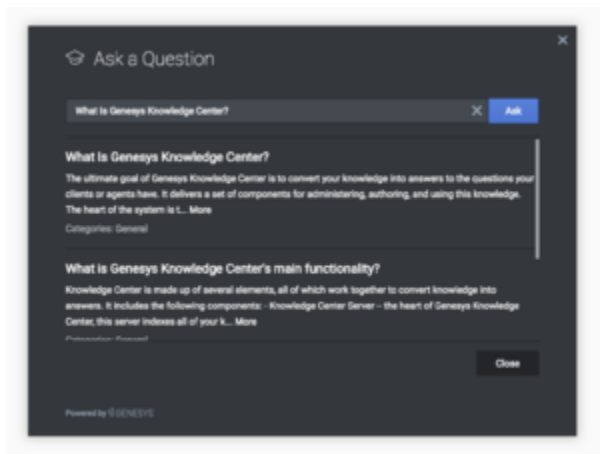 Ask a Question
What Is Genesys Knowledge Center?
Ask
What Is Genesys Knowledge Center?
The ultimate goal of Genesys Knowledge Center is to convert your knowledge into answers to the questions your
clients or agents have. It delivers a set of components for administering, authoring, and using this knowledge.
The heart of the system is t... More
Categories: General
What is Genesys Knowledge Center's main functionality?
Knowledge Center is made up of several elements, all of which work together to convert knowledge into
answers. It includes the following components: - Knowledge Center Server -- the heart of Genesys Knowledge
Center, this server indexes all of your k... More
Categories: General
Close
Powered by GENESYS